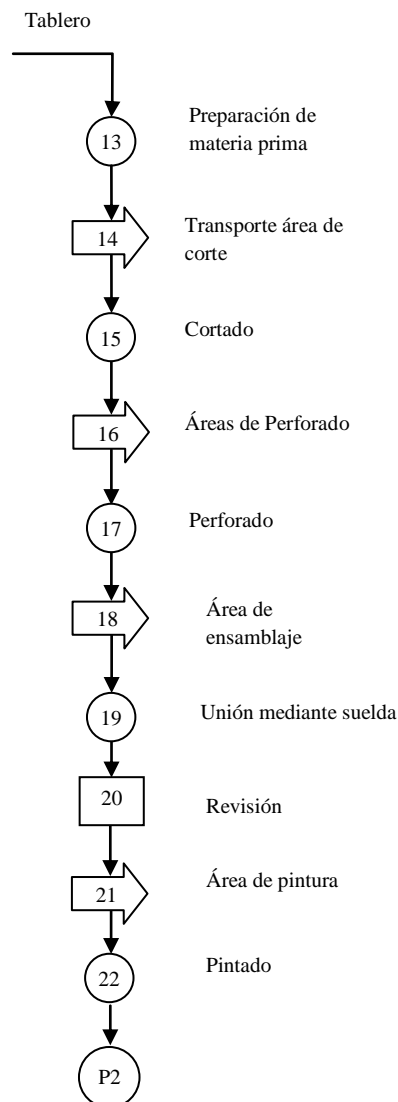 Tablero
13
Preparación de
materia prima
14
Transporte área de
corte
15
Cortado
16
Áreas de Perforado
17
Perforado
18
Área de
ensamblaje
19
Unión mediante suelda
20
Revisión
21
Área de pintura
22
Pintado
P2